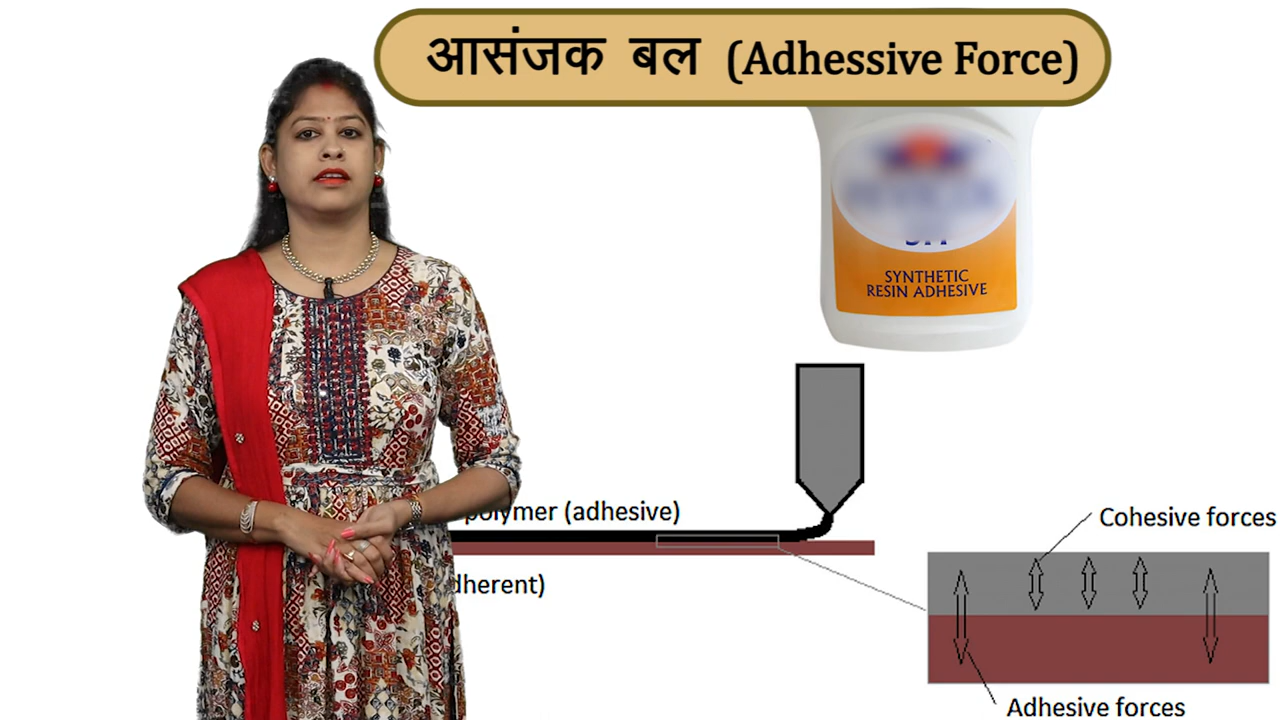 आसंजक बल (Adhessive Force)
SYNTHETIC
RESIN ADHESIVE
polymer (adhesive)
Cohesive forces
dherent)
Adhesive forces